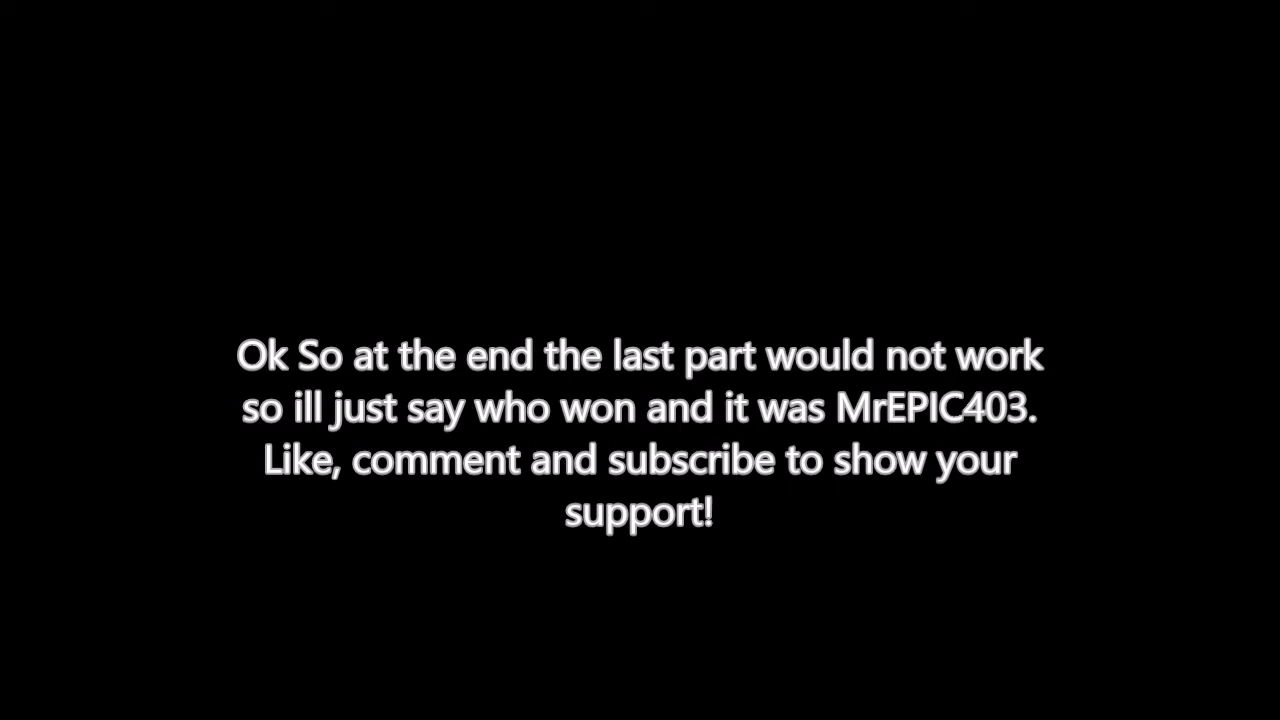 Ok So at the end the last part would not work
so ill just say who won and it was MrEPIC403.
Like, comment and subscribe to show your
support!